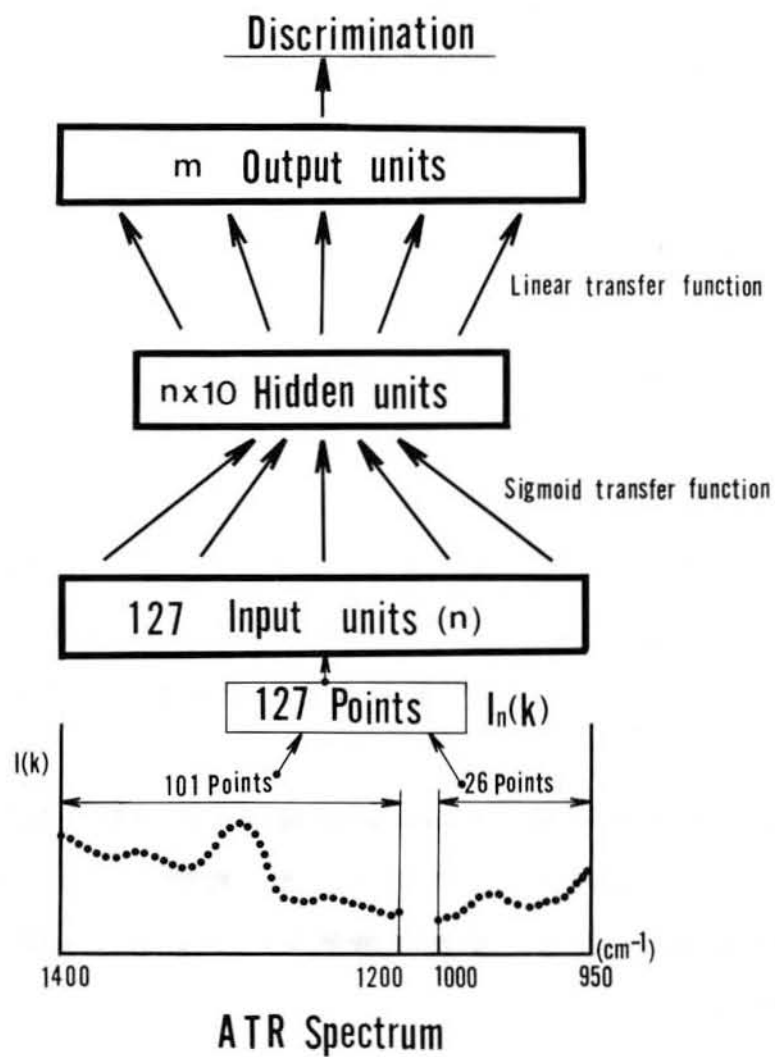 Discrimination
m Output units
Linear transfer function
n×10 Hidden units
Sigmoid transfer function
127 Input units (n)
127 Points Iₙ(k)
I(k)
101 Points
26 Points
(cm⁻¹)
1400 1200 1000 950
ATR Spectrum